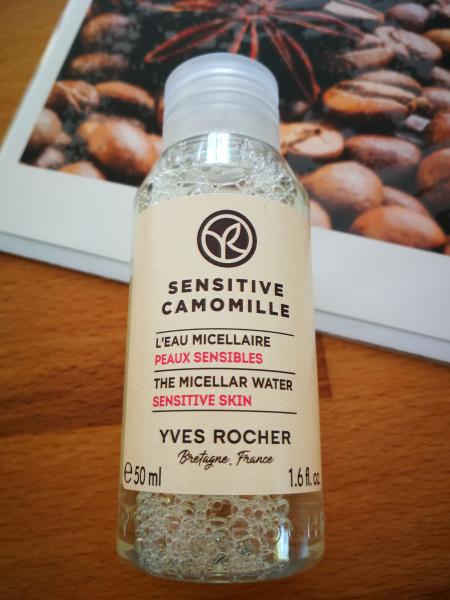 SENSITIVE
CAMOMILLE
L'EAU MICELLAIRE
PEAUX SENSIBLES
THE MICELLAR WATER
SENSITIVE SKIN
YVES ROCHER
Bretagne, France
℮50 ml 1.6 fl. oz